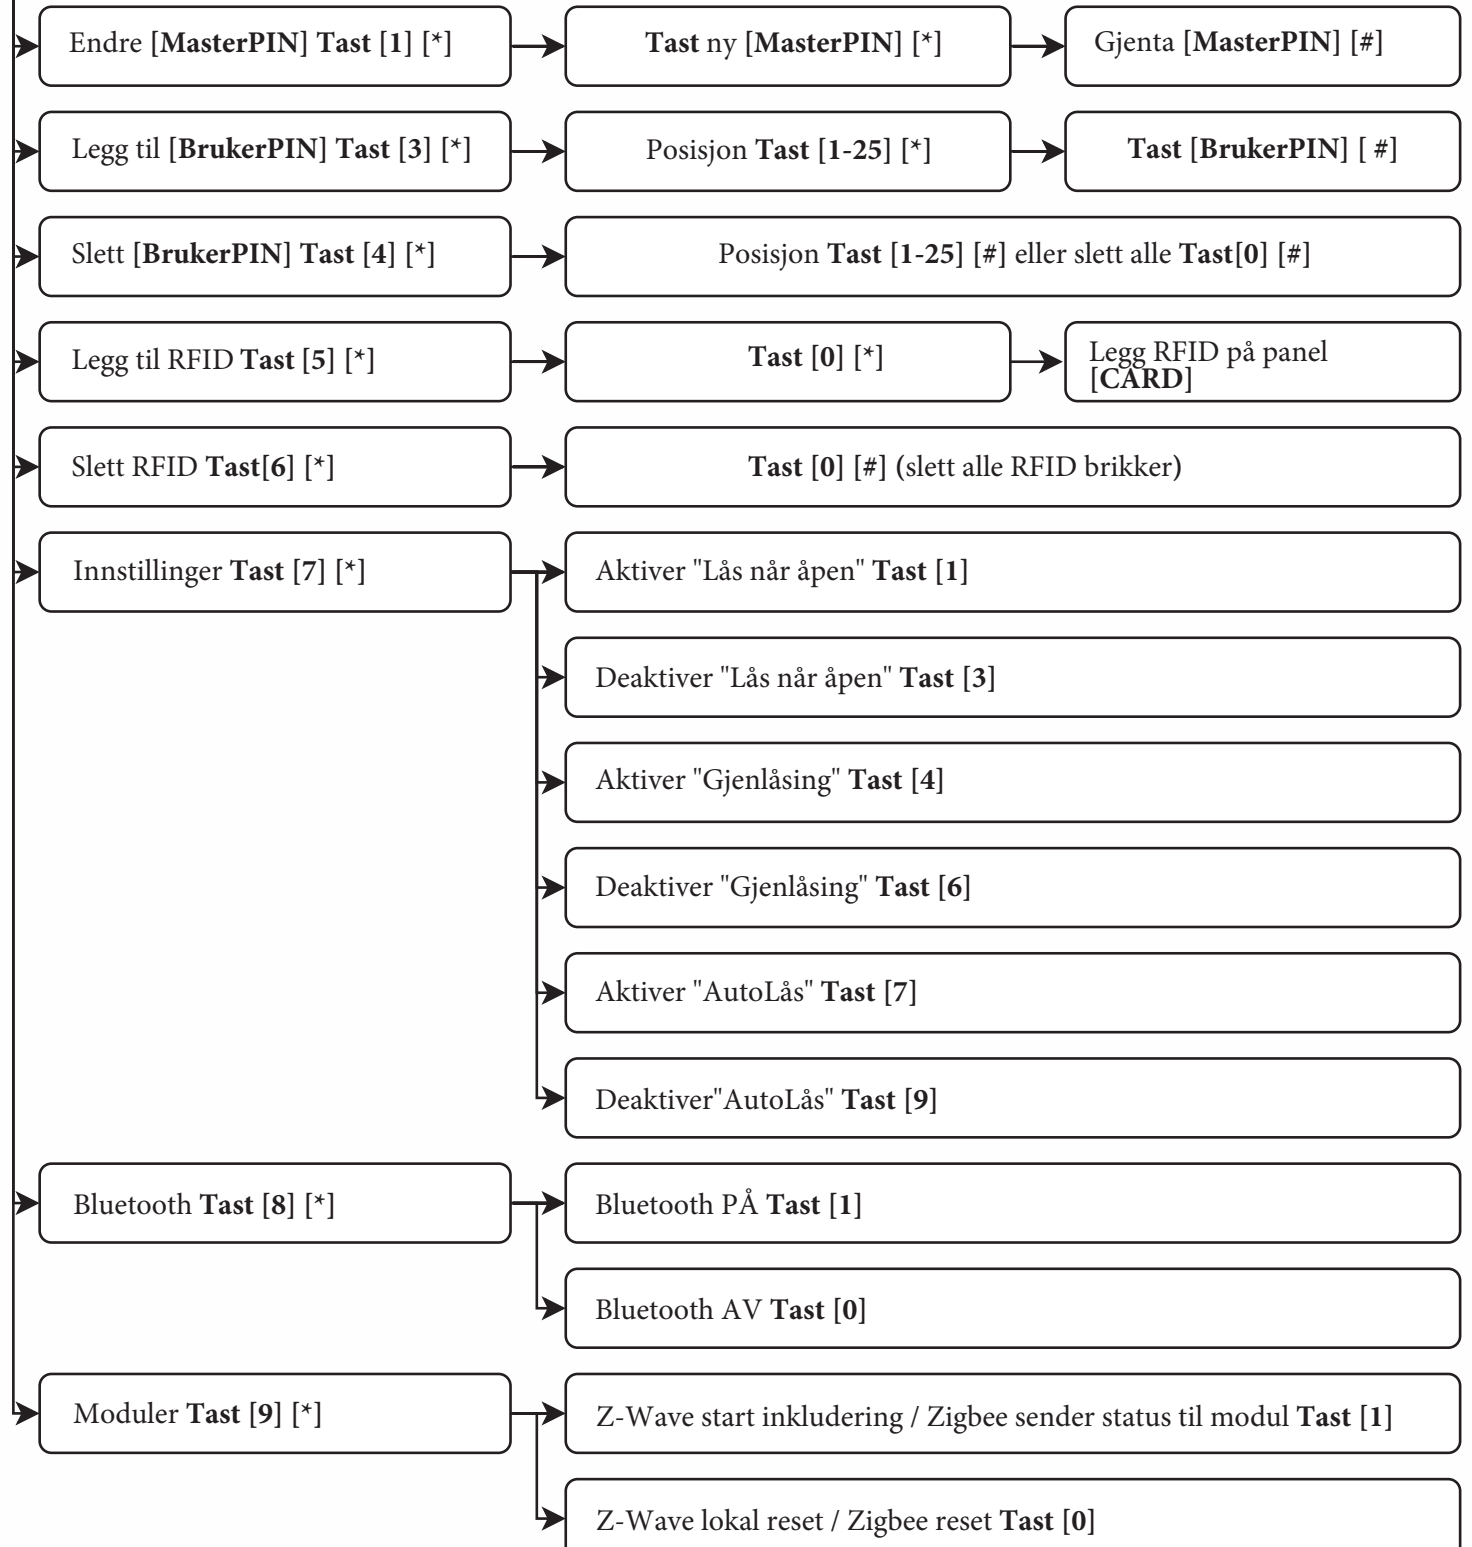 Endre [MasterPIN] Tast [1] [*]
Tast ny [MasterPIN] [*]
Gjenta [MasterPIN] [#]
Legg til [BrukerPIN] Tast [3] [*]
Posisjon Tast [1-25] [*]
Tast [BrukerPIN] [ #]
Slett [BrukerPIN] Tast [4] [*]
Posisjon Tast [1-25] [#] eller slett alle Tast[0] [#]
Legg til RFID Tast [5] [*]
Tast [0] [*]
Legg RFID på panel
[CARD]
Slett RFID Tast[6] [*]
Tast [0] [#] (slett alle RFID brikker)
Innstillinger Tast [7] [*]
Aktiver "Lås når åpen" Tast [1]
Deaktiver "Lås når åpen" Tast [3]
Aktiver "Gjenlåsing" Tast [4]
Deaktiver "Gjenlåsing" Tast [6]
Aktiver "AutoLås" Tast [7]
Deaktiver"AutoLås" Tast [9]
Bluetooth Tast [8] [*]
Bluetooth PÅ Tast [1]
Bluetooth AV Tast [0]
Moduler Tast [9] [*]
Z-Wave start inkludering / Zigbee sender status til modul Tast [1]
Z-Wave lokal reset / Zigbee reset Tast [0]